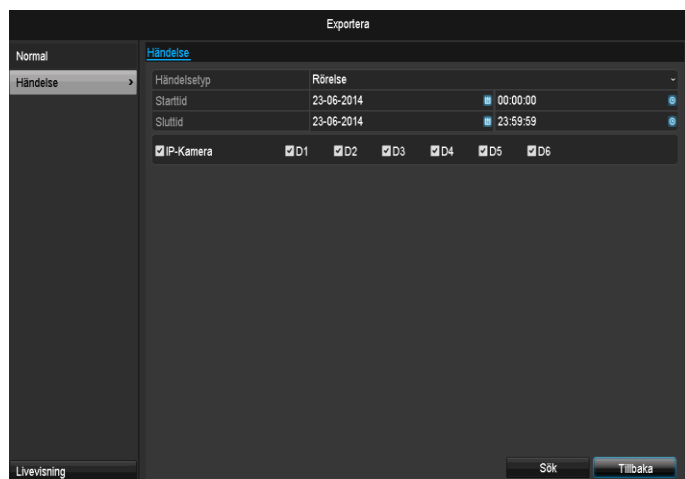 Exportera
Normal
Händelse
Livevisning
Händelse
Händelsetyp Rörelse
Starttid 23-06-2014 00:00:00
Sluttid 23-06-2014 23:59:59
IP-Kamera D1 D2 D3 D4 D5 D6
Sök Tillbaka